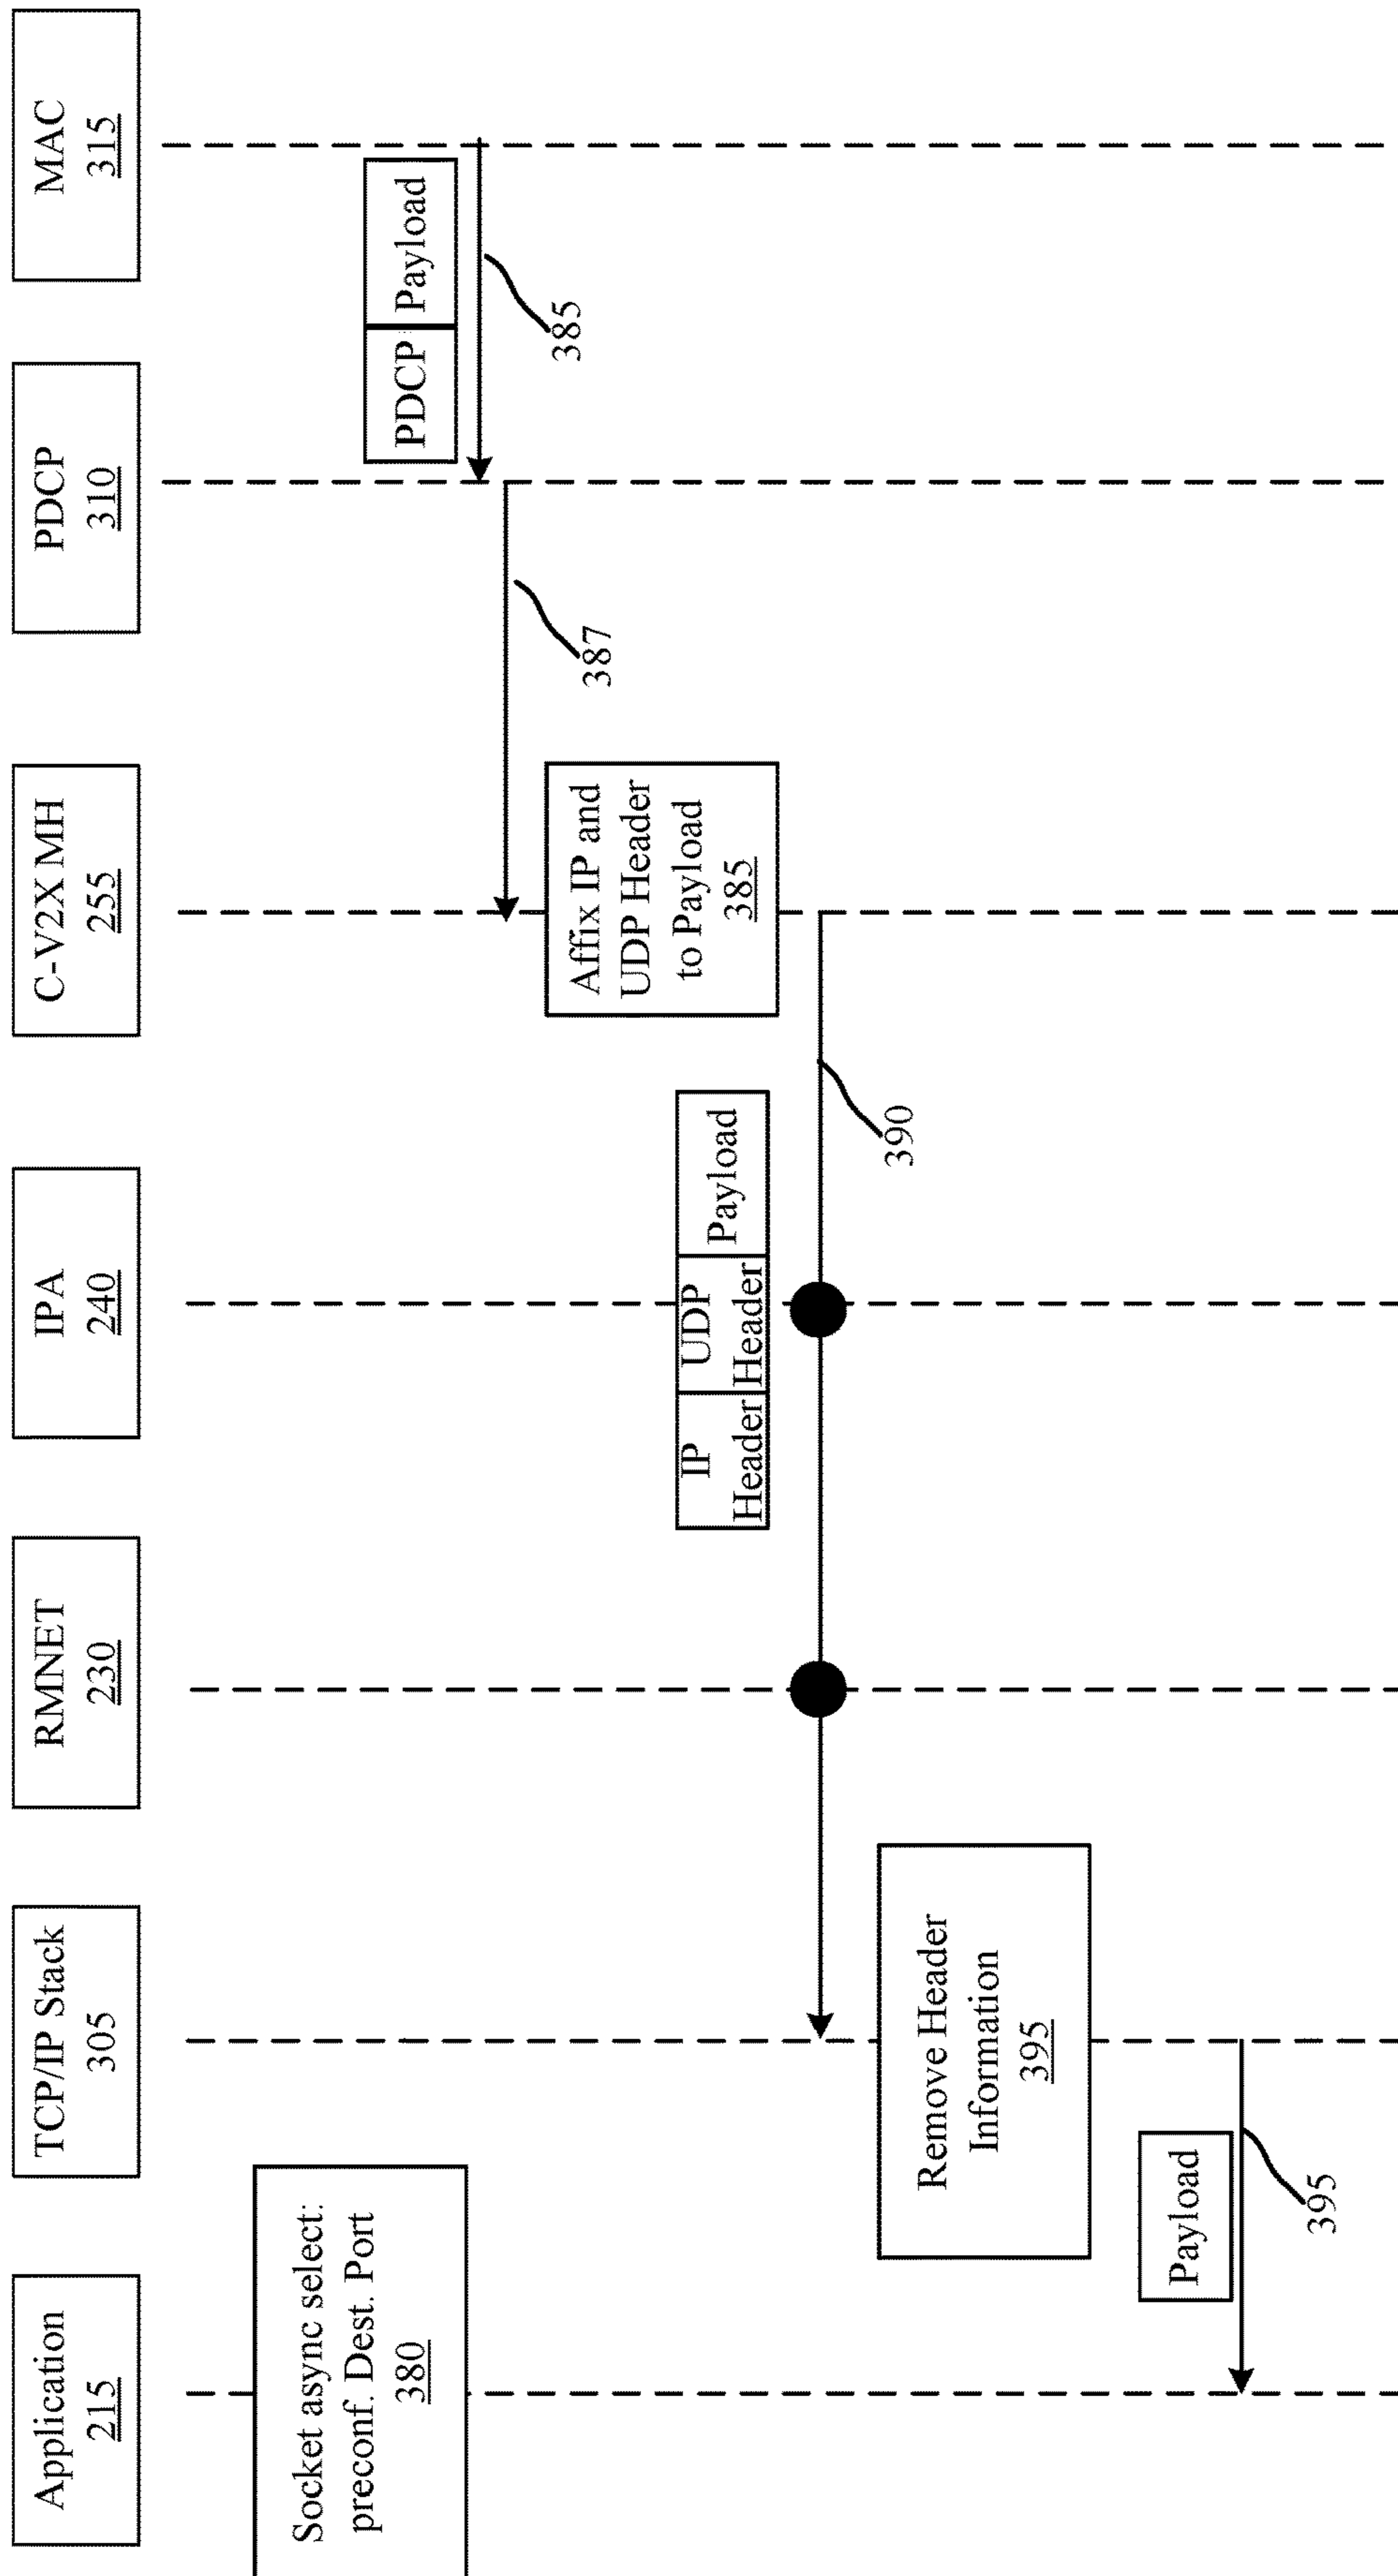 Application
215
TCP/IP Stack
305
RMNET
230
IPA
240
C-V2X MH
255
PDCP
310
MAC
315
Socket async select:
preconf. Dest. Port
380
PDCP
Payload
385
387
Affix IP and
UDP Header
to Payload
385
IP
Header
UDP
Header
Payload
390
Remove Header
Information
395
Payload
395